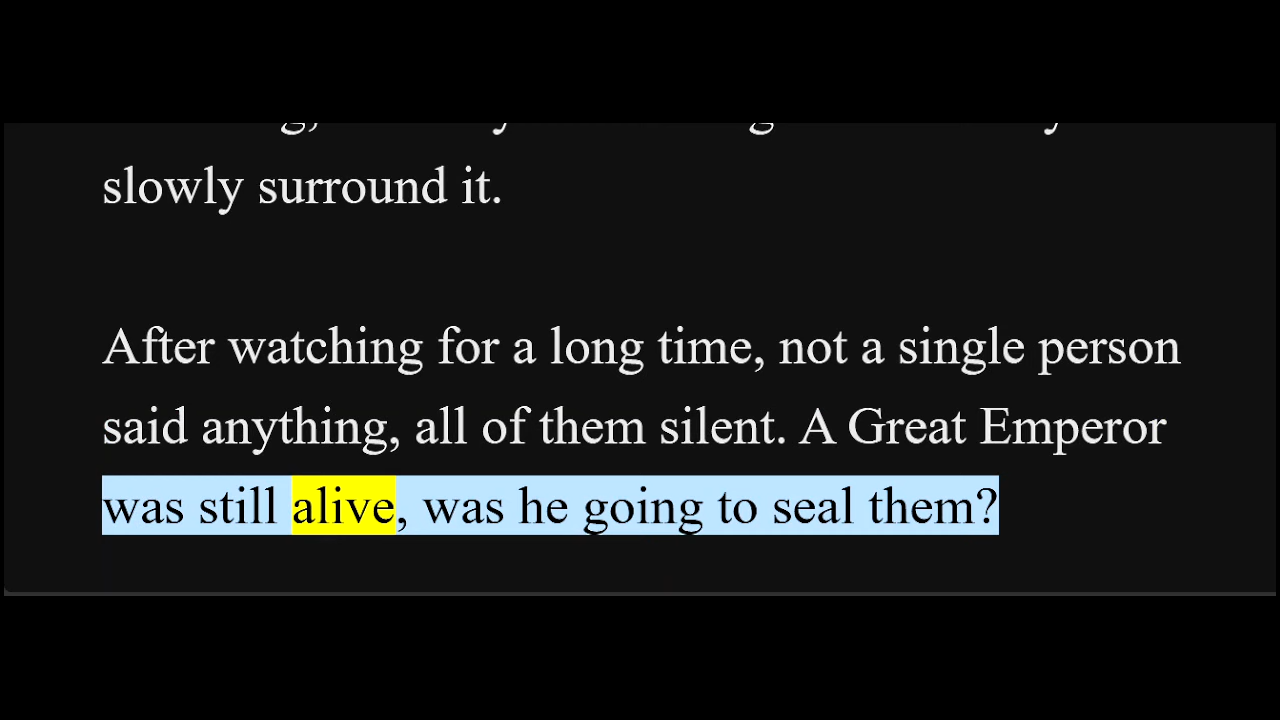 slowly surround it.
After watching for a long time, not a single person
said anything, all of them silent. A Great Emperor
was still alive, was he going to seal them?